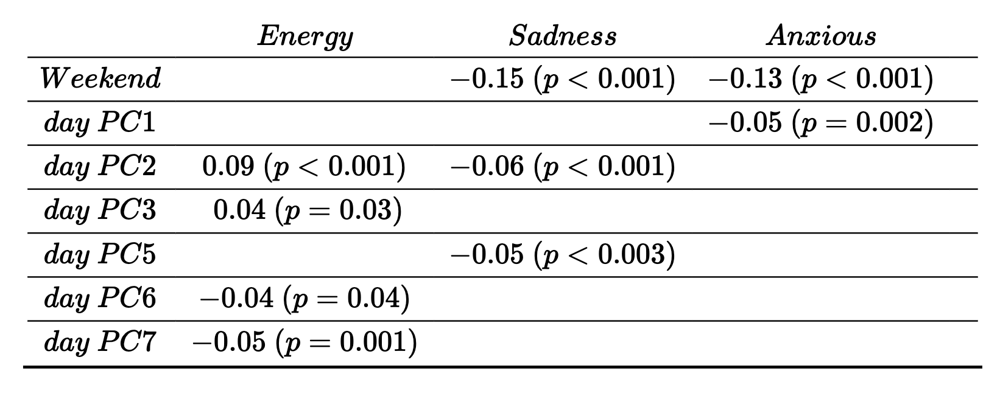 Energy Sadness Anxious
Weekend −0.15 (p < 0.001) −0.13 (p < 0.001)
day PC1 −0.05 (p = 0.002)
day PC2 0.09 (p < 0.001) −0.06 (p < 0.001)
day PC3 0.04 (p = 0.03)
day PC5 −0.05 (p < 0.003)
day PC6 −0.04 (p = 0.04)
day PC7 −0.05 (p = 0.001)